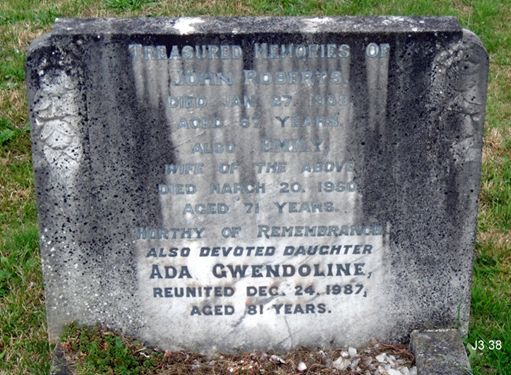 TREASURED MEMORIES OF
JOHN ROBERTS,
DIED JAN. 27,
AGED 67 YEARS.
ALSO EMILY
WIFE OF THE ABOVE
DIED MARCH 20, 1950,
AGED 71 YEARS.
WORTHY OF REMEMBRANCE
ALSO DEVOTED DAUGHTER
ADA GWENDOLINE,
REUNITED DEC. 24, 1987,
AGED 81 YEARS.
J3 38